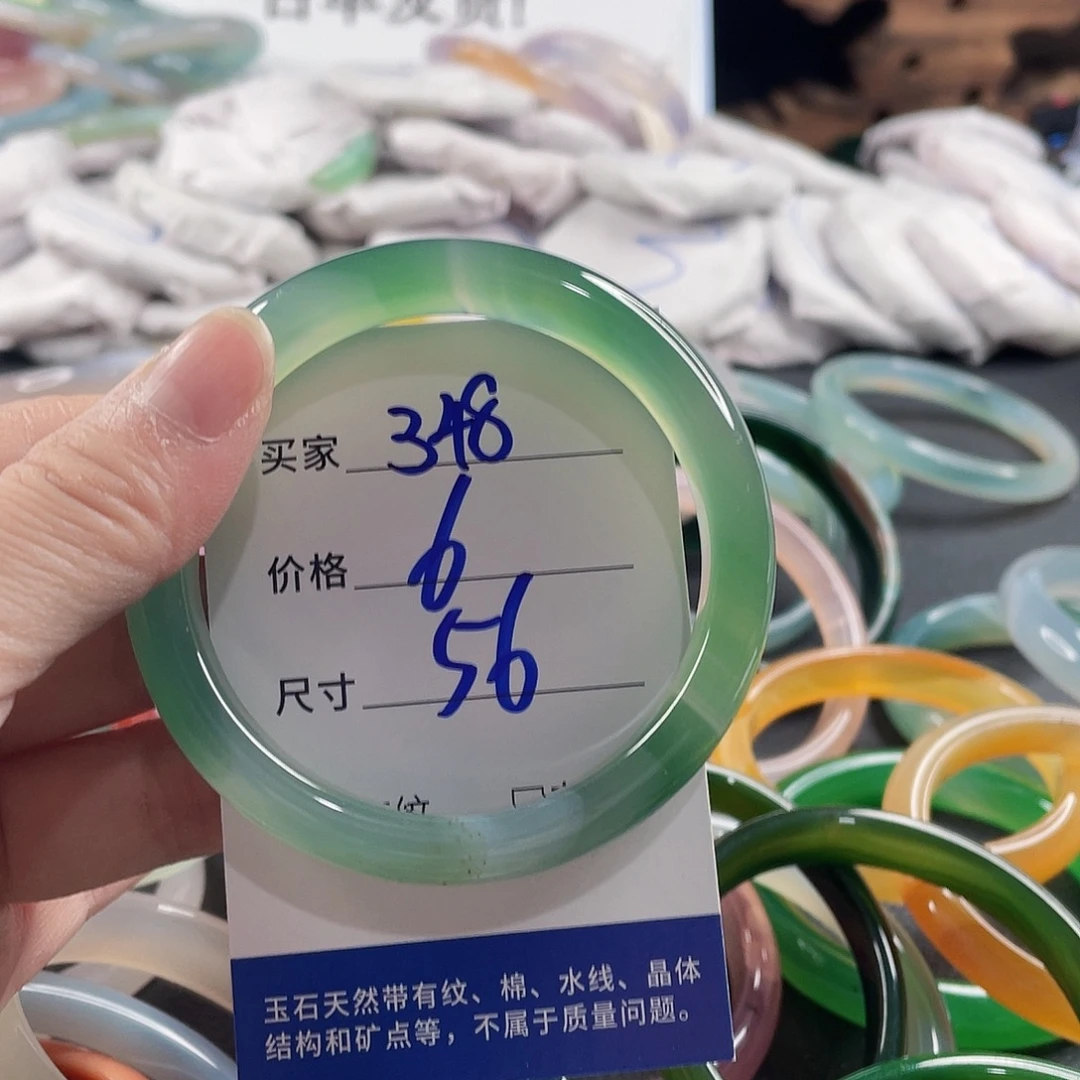 买家 348
价格 6
尺寸 56
纹
玉石天然带有纹、棉、水线、晶体
结构和矿点等，不属于质量问题。